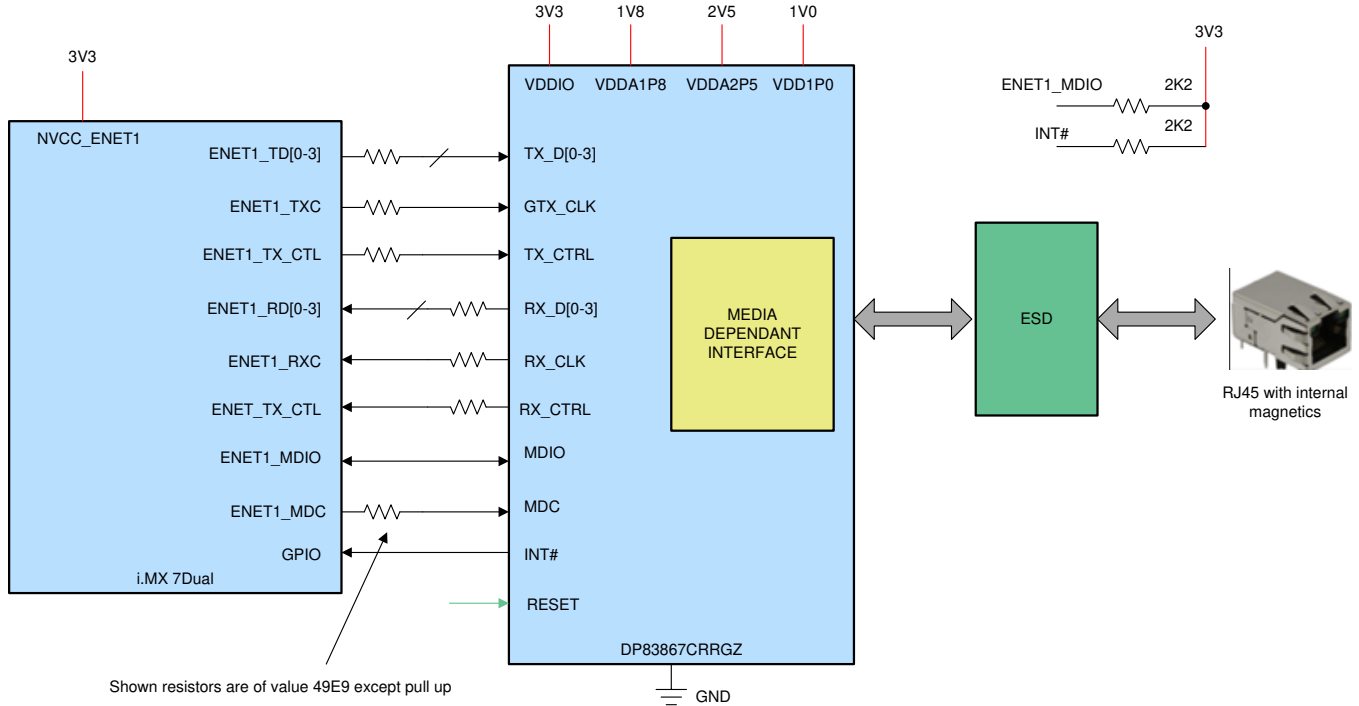 3V3 1V8 2V5 1V0
3V3
3V3
VDDIO VDDA1P8 VDDA2P5 VDD1P0
ENET1_MDIO 2K2
INT# 2K2
NVCC_ENET1
ENET1_TD[0-3] TX_D[0-3]
ENET1_TXC GTX_CLK
ENET1_TX_CTL TX_CTRL
ENET1_RD[0-3] RX_D[0-3]
ENET1_RXC RX_CLK
ENET_TX_CTL RX_CTRL
ENET1_MDIO MDIO
ENET1_MDC MDC
GPIO INT#
i.MX 7Dual
RESET
DP83867CRRGZ
GND
MEDIA
DEPENDANT
INTERFACE
ESD
RJ45 with internal
magnetics
Shown resistors are of value 49E9 except pull up